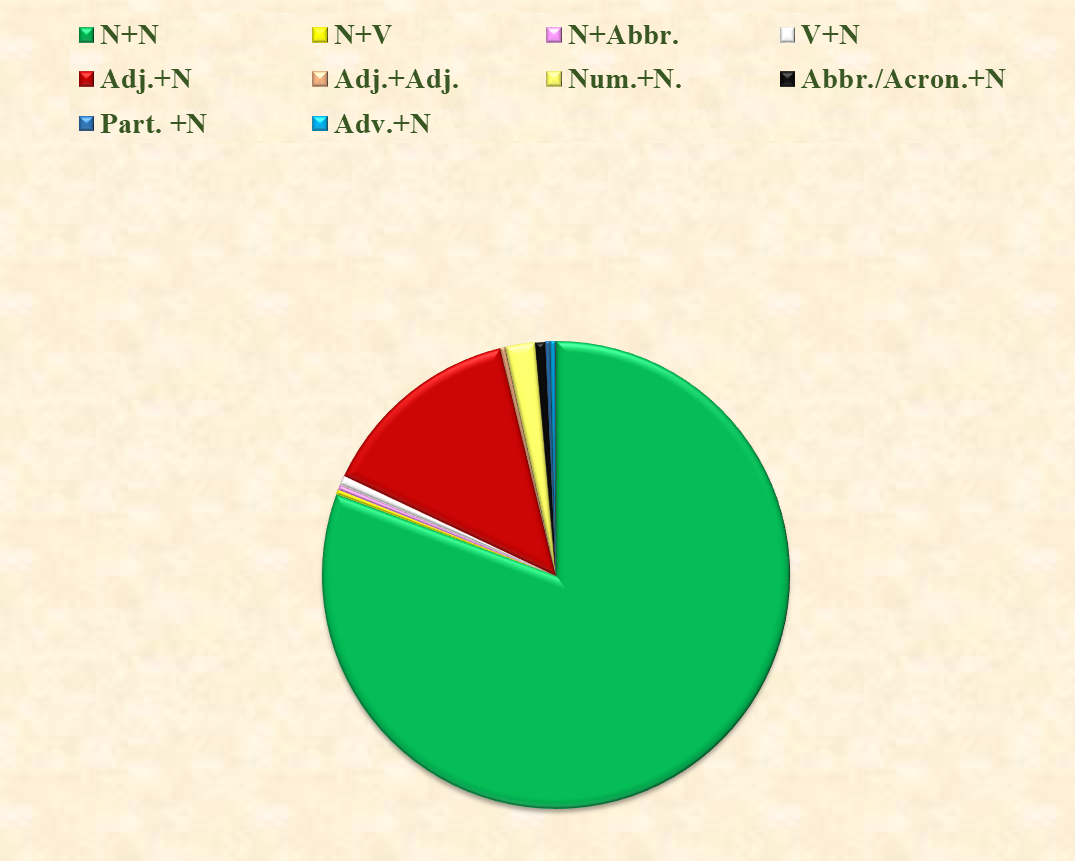 N+N N+V N+Abbr. V+N
Adj.+N Adj.+Adj. Num.+N. Abbr./Acron.+N
Part. +N Adv.+N